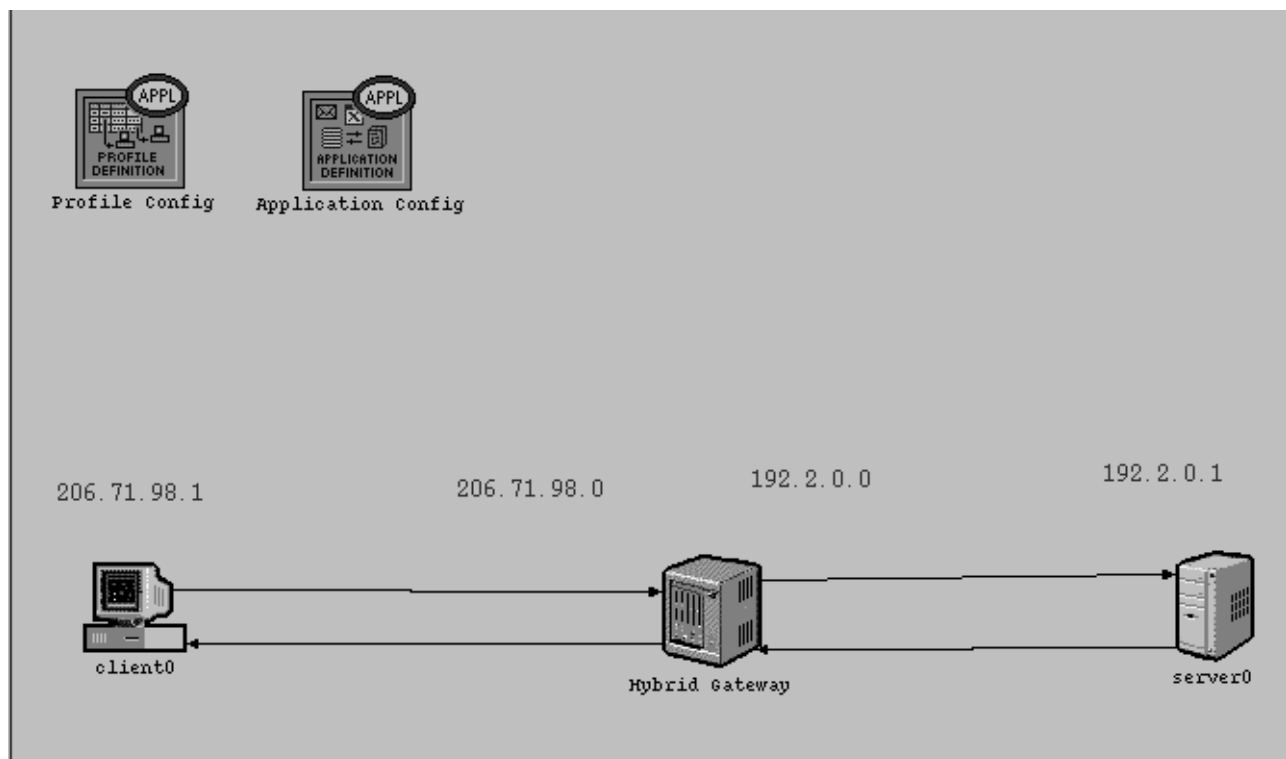 APPL
PROFILE
DEFINITION
Profile Config
APPL
APPLICATION
DEFINITION
Application Config
206.71.98.1
206.71.98.0
192.2.0.0
192.2.0.1
client0
Hybrid Gateway
server0